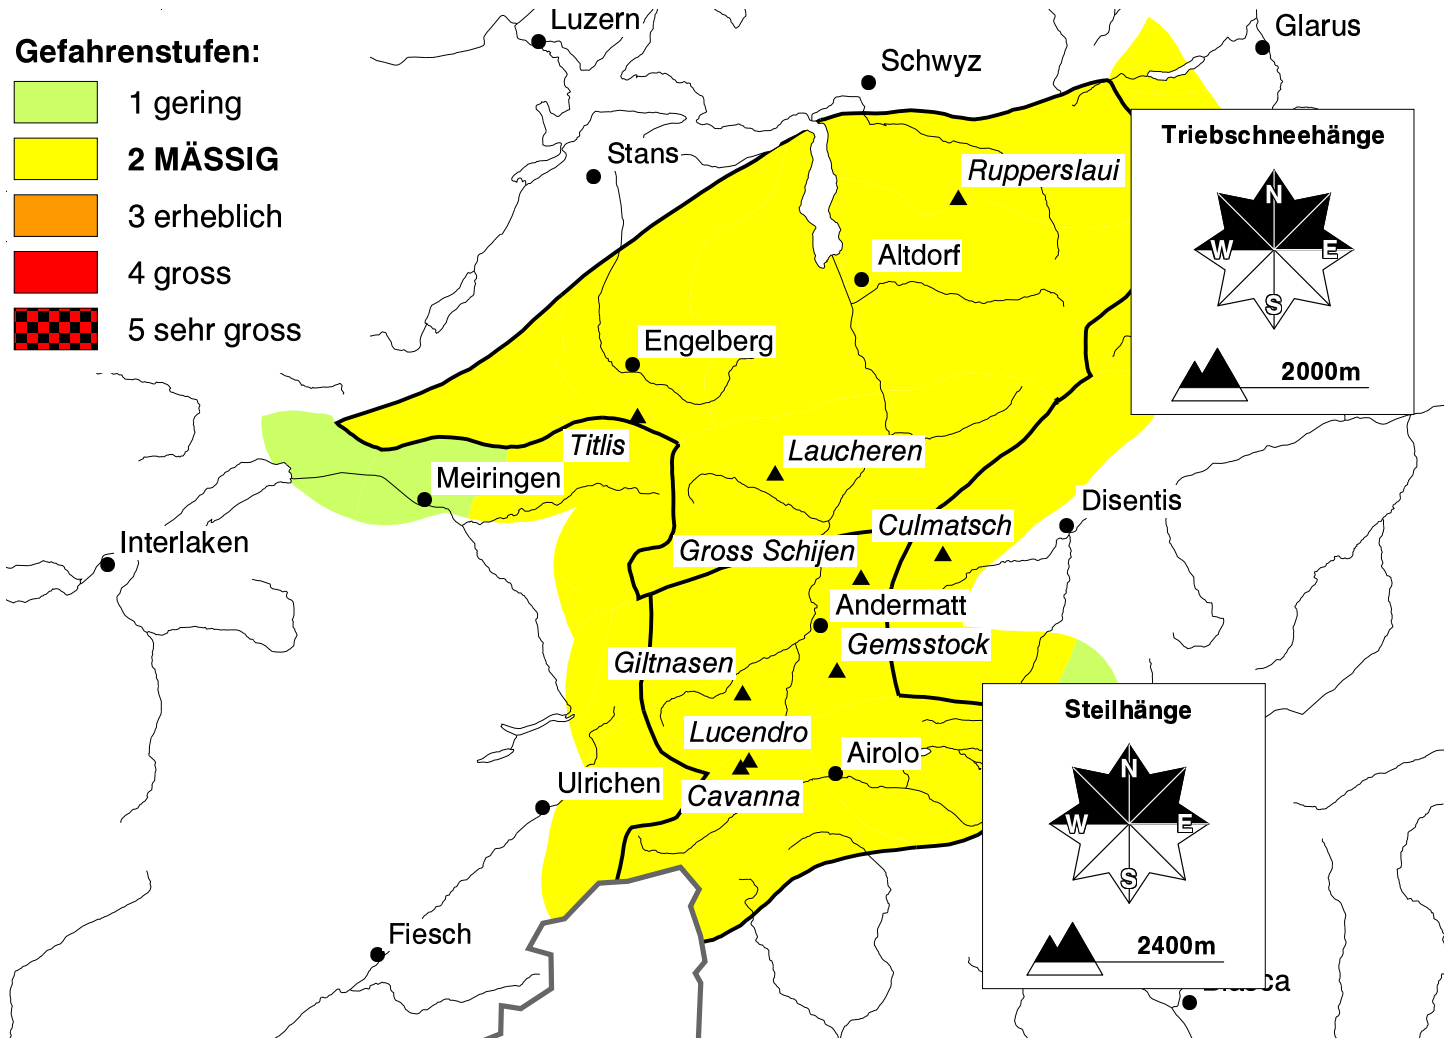 Luzern
Glarus
Gefahrenstufen:
Schwyz
1 gering
2 MÄSSIG
Stans
Triebschneehänge
Rupperslaui
N
3 erheblich
Altdorf
W
E
4 gross
S
5 sehr gross
Engelberg
2000m
Titlis
Laucheren
Meiringen
Disentis
Culmatsch
Interlaken
Gross Schijen
Andermatt
Gemsstock
Giltnasen
Steilhänge
Lucendro
Airolo
N
Ulrichen
Cavanna
W
E
S
Fiesch
2400m